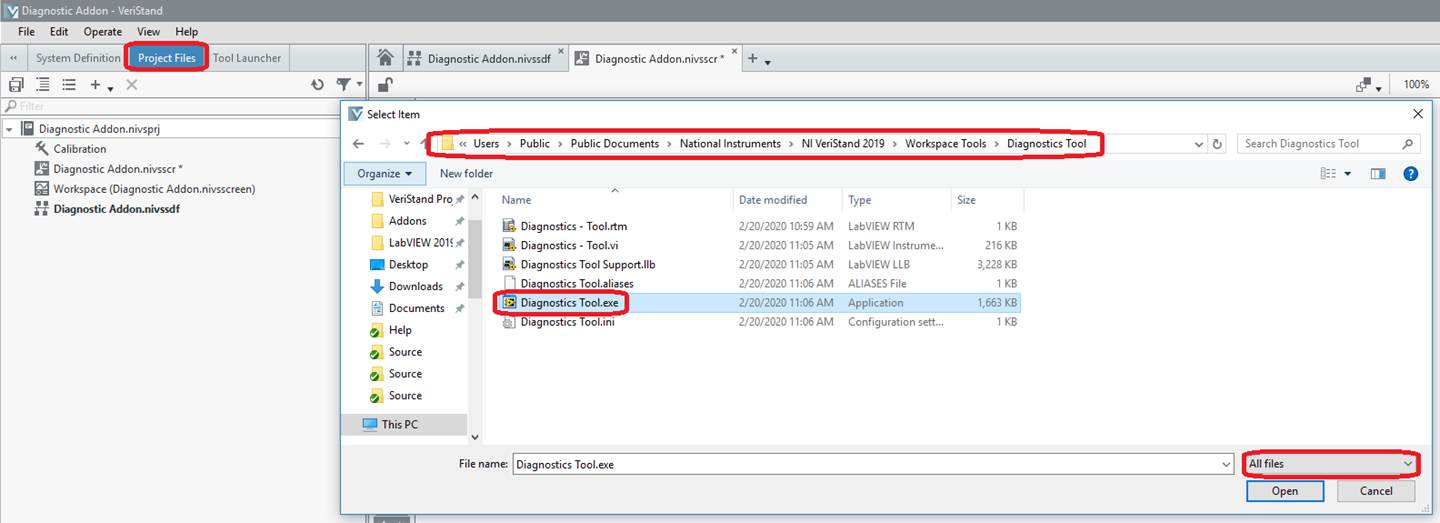 Diagnostic Addon - VeriStand
File Edit Operate View Help
System Definition Project Files Tool Launcher
Diagnostic Addon.nivssdf
Diagnostic Addon.nivsscr *
100%
Filter
Diagnostic Addon.nivsprj
Calibration
Diagnostic Addon.nivsscr *
Workspace (Diagnostic Addon.nivsscreen)
Diagnostic Addon.nivssdf
Select Item
« Users > Public > Public Documents > National Instruments > NI VeriStand 2019 > Workspace Tools > Diagnostics Tool
Search Diagnostics Tool
Organize New folder
VeriStand Pro
Addons
LabVIEW 2019
Desktop
Downloads
Documents
Help
Source
Source
Source
This PC
Name Date modified Type Size
Diagnostics - Tool.rtm 2/20/2020 10:59 AM LabVIEW RTM 1 KB
Diagnostics - Tool.vi 2/20/2020 11:05 AM LabVIEW Instrume... 216 KB
Diagnostics Tool Support.llb 2/20/2020 11:05 AM LabVIEW LLB 3,228 KB
Diagnostics Tool.aliases 2/20/2020 11:06 AM ALIASES File 1 KB
Diagnostics Tool.exe 2/20/2020 11:06 AM Application 1,663 KB
Diagnostics Tool.ini 2/20/2020 11:06 AM Configuration sett... 1 KB
File name: Diagnostics Tool.exe
All files
Open Cancel